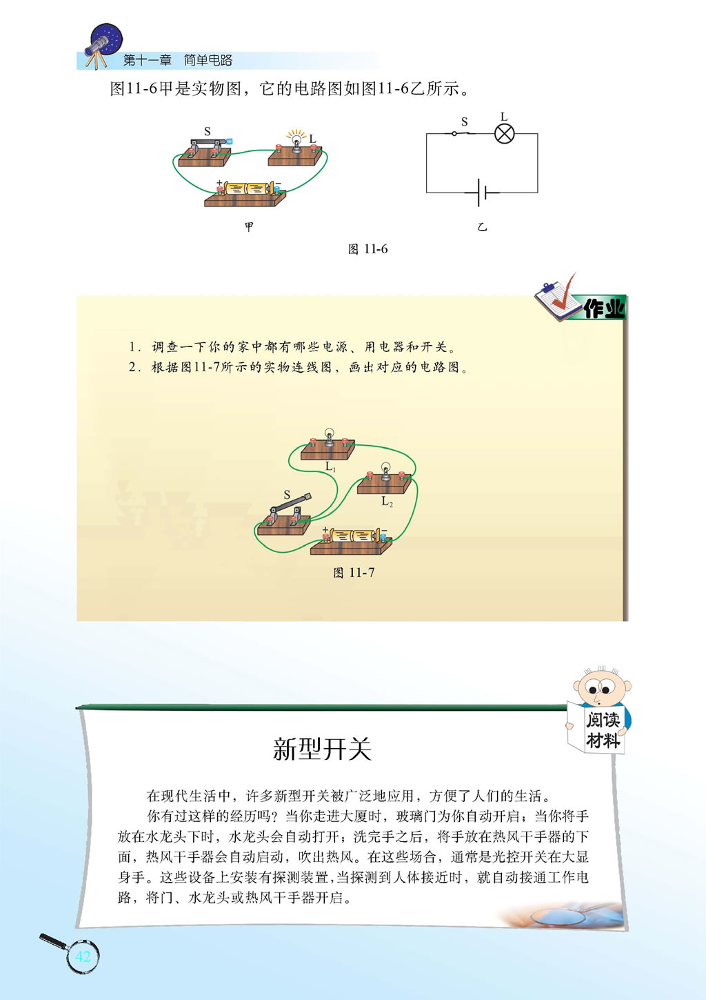 第十一章 简单电路
图11-6甲是实物图，它的电路图如图11-6乙所示。
S
L
+
−
甲
S
L
乙
图 11-6
作业
1. 调查一下你的家中都有哪些电源、用电器和开关。
2. 根据图11-7所示的实物连线图，画出对应的电路图。
L1
L2
S
+
−
图 11-7
阅读
材料
新型开关
在现代生活中，许多新型开关被广泛地应用，方便了人们的生活。
你有过这样的经历吗？当你走进大厦时，玻璃门为你自动开启；当你将手
放在水龙头下时，水龙头会自动打开；洗完手之后，将手放在热风干手器的下
面，热风干手器会自动启动，吹出热风。在这些场合，通常是光控开关在大显
身手。这些设备上安装有探测装置，当探测到人体接近时，就自动接通工作电
路，将门、水龙头或热风干手器开启。
42